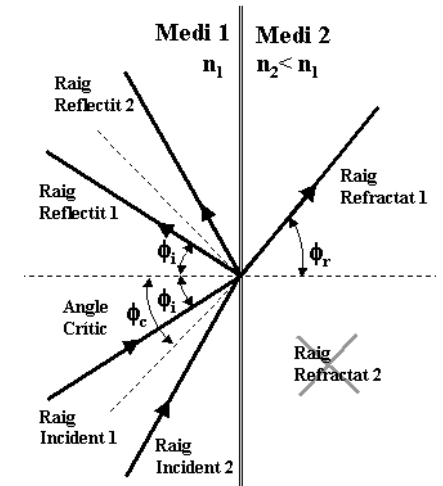 Medi 1
n1
Medi 2
n2< n1
Raig
Reflectit 2
Raig
Reflectit 1
Raig
Refractat 1
ϕi
ϕr
Angle
Crític
ϕc
ϕi
Raig
Refractat 2
Raig
Incident 1
Raig
Incident 2